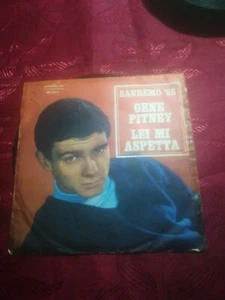 SANREMO '66
GENE
PITNEY
LEI MI
ASPETTA